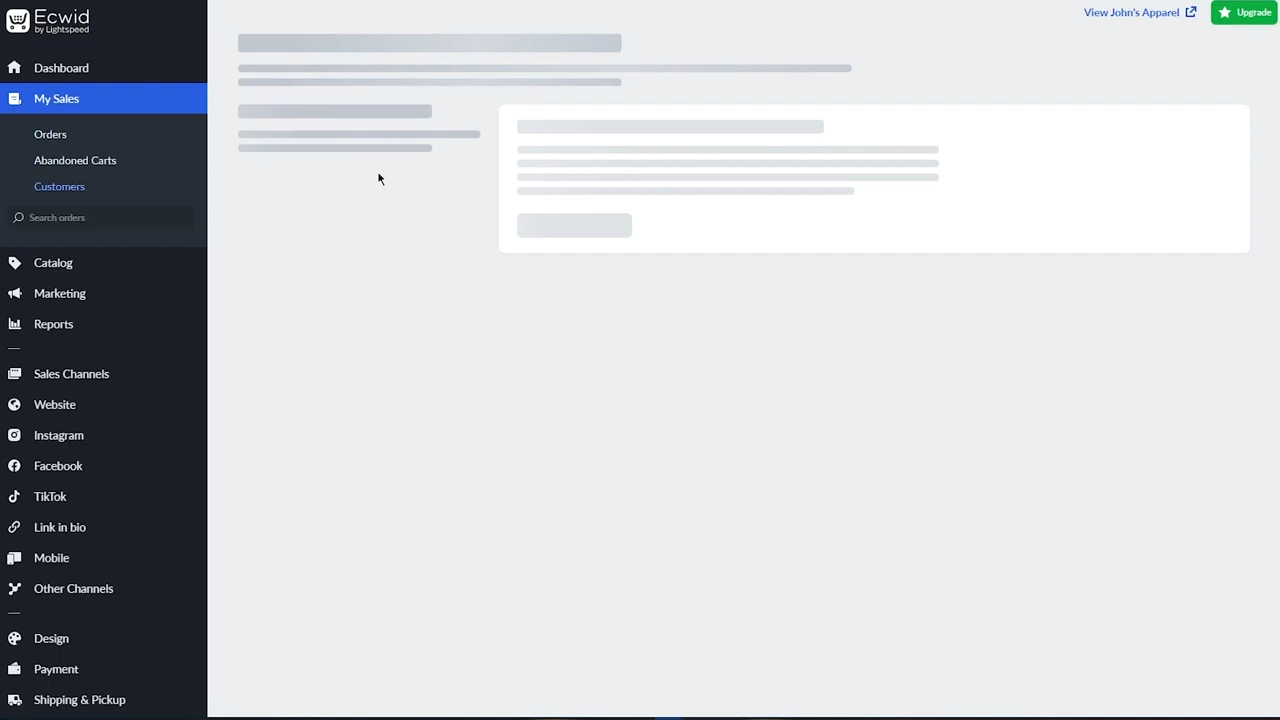 Ecwid
by Lightspeed
View John's Apparel
Upgrade
Dashboard
My Sales
Orders
Abandoned Carts
Customers
Search orders
Catalog
Marketing
Reports
Sales Channels
Website
Instagram
Facebook
TikTok
Link in bio
Mobile
Other Channels
Design
Payment
Shipping & Pickup